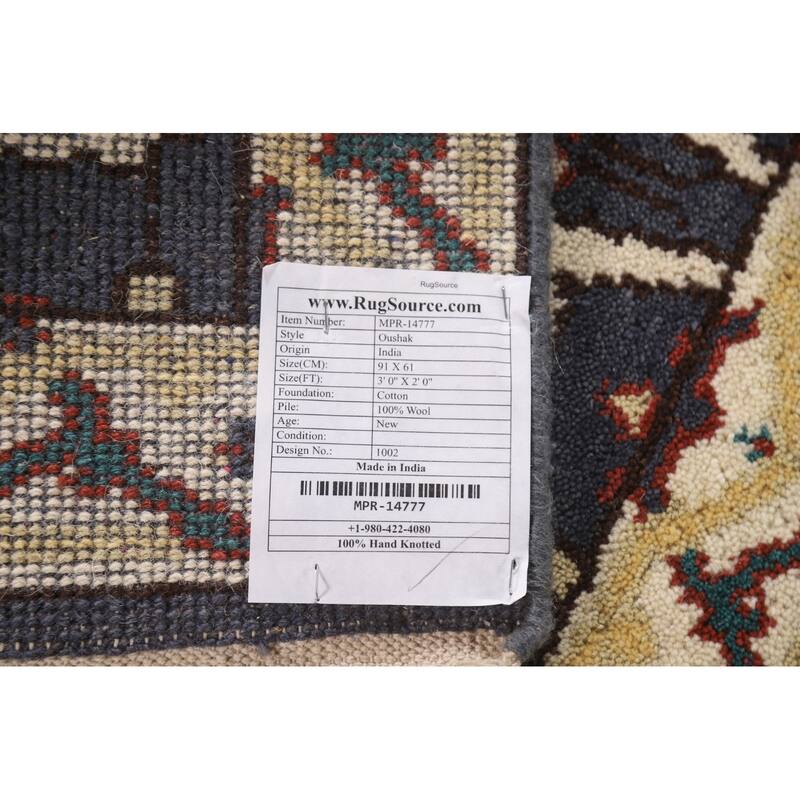 RugSource
www.RugSource.com
Item Number: MPR-14777
Style Oushak
Origin India
Size(CM): 91 X 61
Size(FT): 3' 0" X 2' 0"
Foundation: Cotton
Pile: 100% Wool
Age: New
Condition:
Design No.: 1002
Made in India
MPR-14777
+1-980-422-4080
100% Hand Knotted